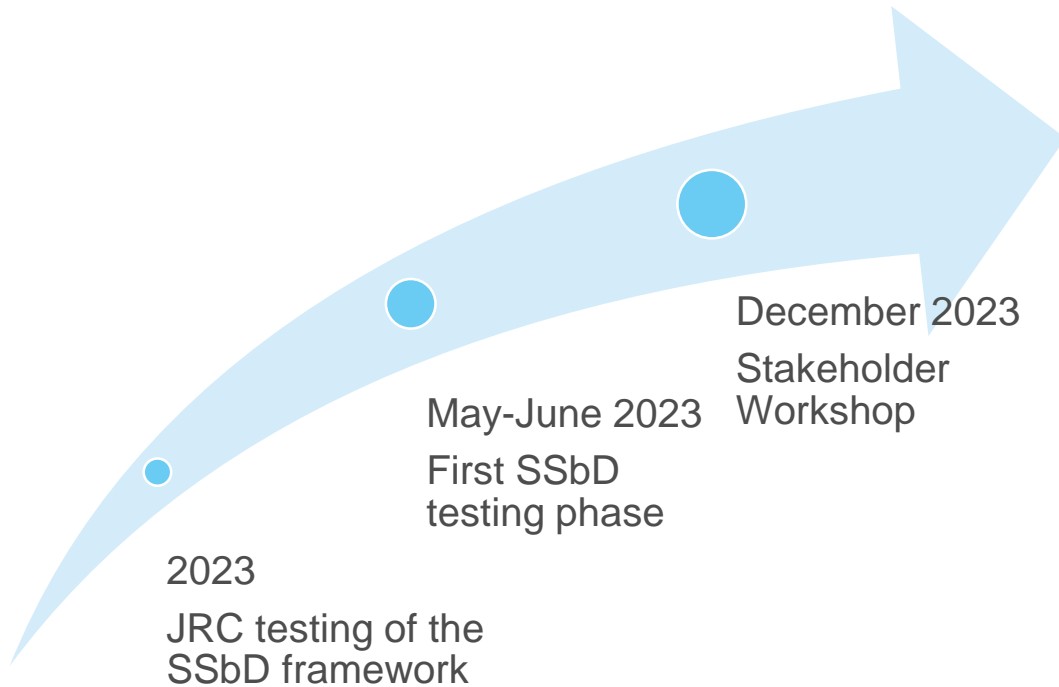 2023
JRC testing of the
SSbD framework
May-June 2023
First SSbD
testing phase
December 2023
Stakeholder
Workshop